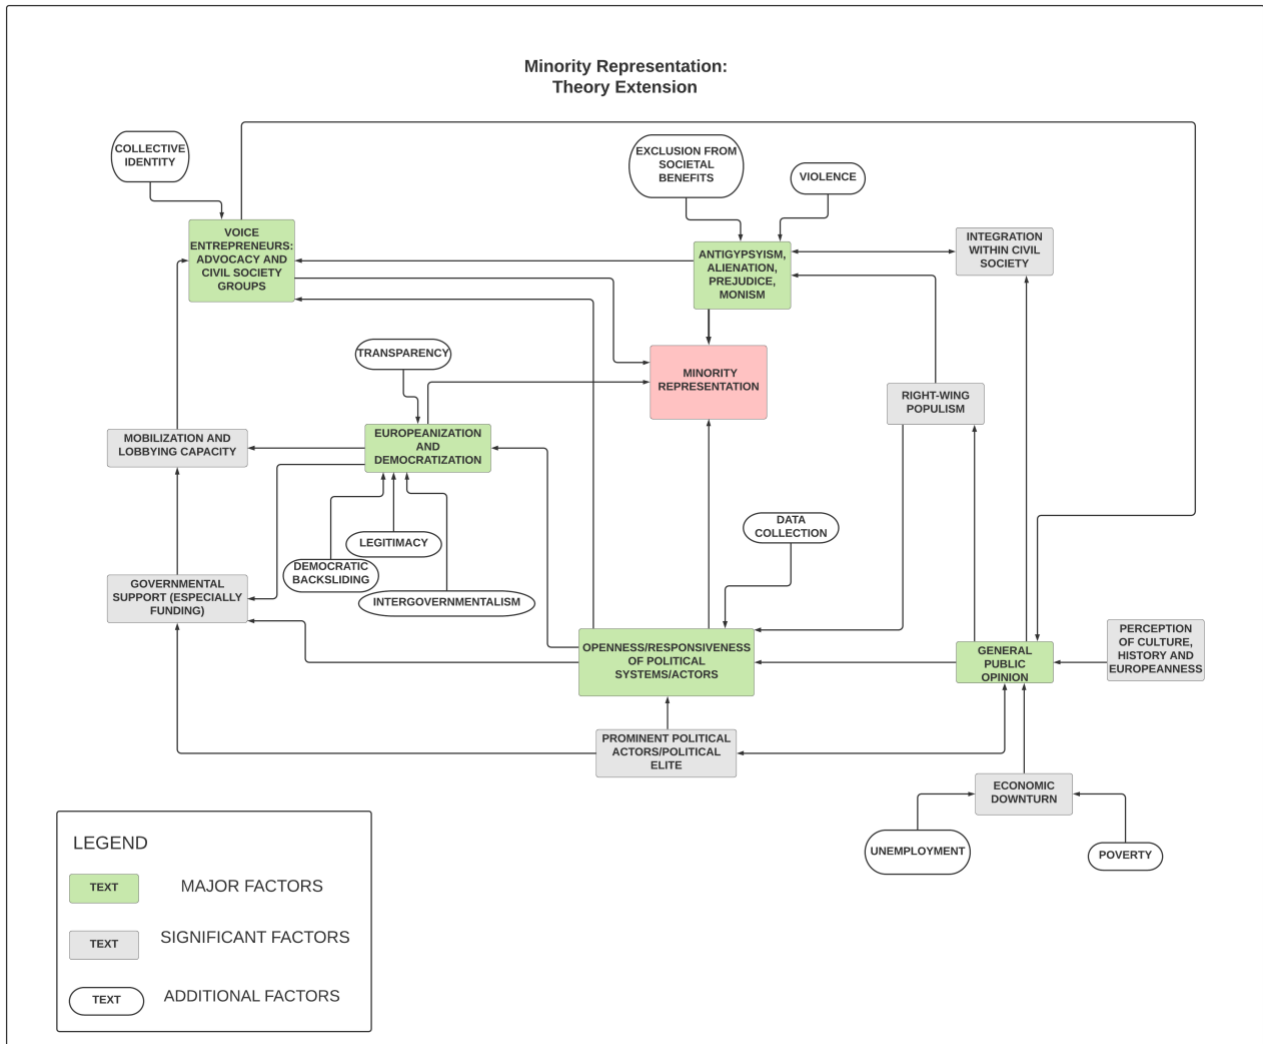 Minority Representation:
Theory Extension
COLLECTIVE
IDENTITY
EXCLUSION FROM
SOCIETAL
BENEFITS
VIOLENCE
VOICE
ENTREPRENEURS:
ADVOCACY AND
CIVIL SOCIETY
GROUPS
ANTIGYPSYISM,
ALIENATION,
PREJUDICE,
MONISM
INTEGRATION
WITHIN CIVIL
SOCIETY
TRANSPARENCY
MINORITY
REPRESENTATION
RIGHT-WING
POPULISM
MOBILIZATION AND
LOBBYING CAPACITY
EUROPEANIZATION
AND
DEMOCRATIZATION
DATA
COLLECTION
LEGITIMACY
DEMOCRATIC
BACKSLIDING
INTERGOVERNMENTALISM
GOVERNMENTAL
SUPPORT (ESPECIALLY
FUNDING)
OPENNESS/RESPONSIVENESS
OF POLITICAL
SYSTEMS/ACTORS
GENERAL
PUBLIC
OPINION
PERCEPTION
OF CULTURE,
HISTORY AND
EUROPEANNESS
PROMINENT POLITICAL
ACTORS/POLITICAL
ELITE
ECONOMIC
DOWNTURN
UNEMPLOYMENT
POVERTY
LEGEND
TEXT MAJOR FACTORS
TEXT SIGNIFICANT FACTORS
TEXT ADDITIONAL FACTORS